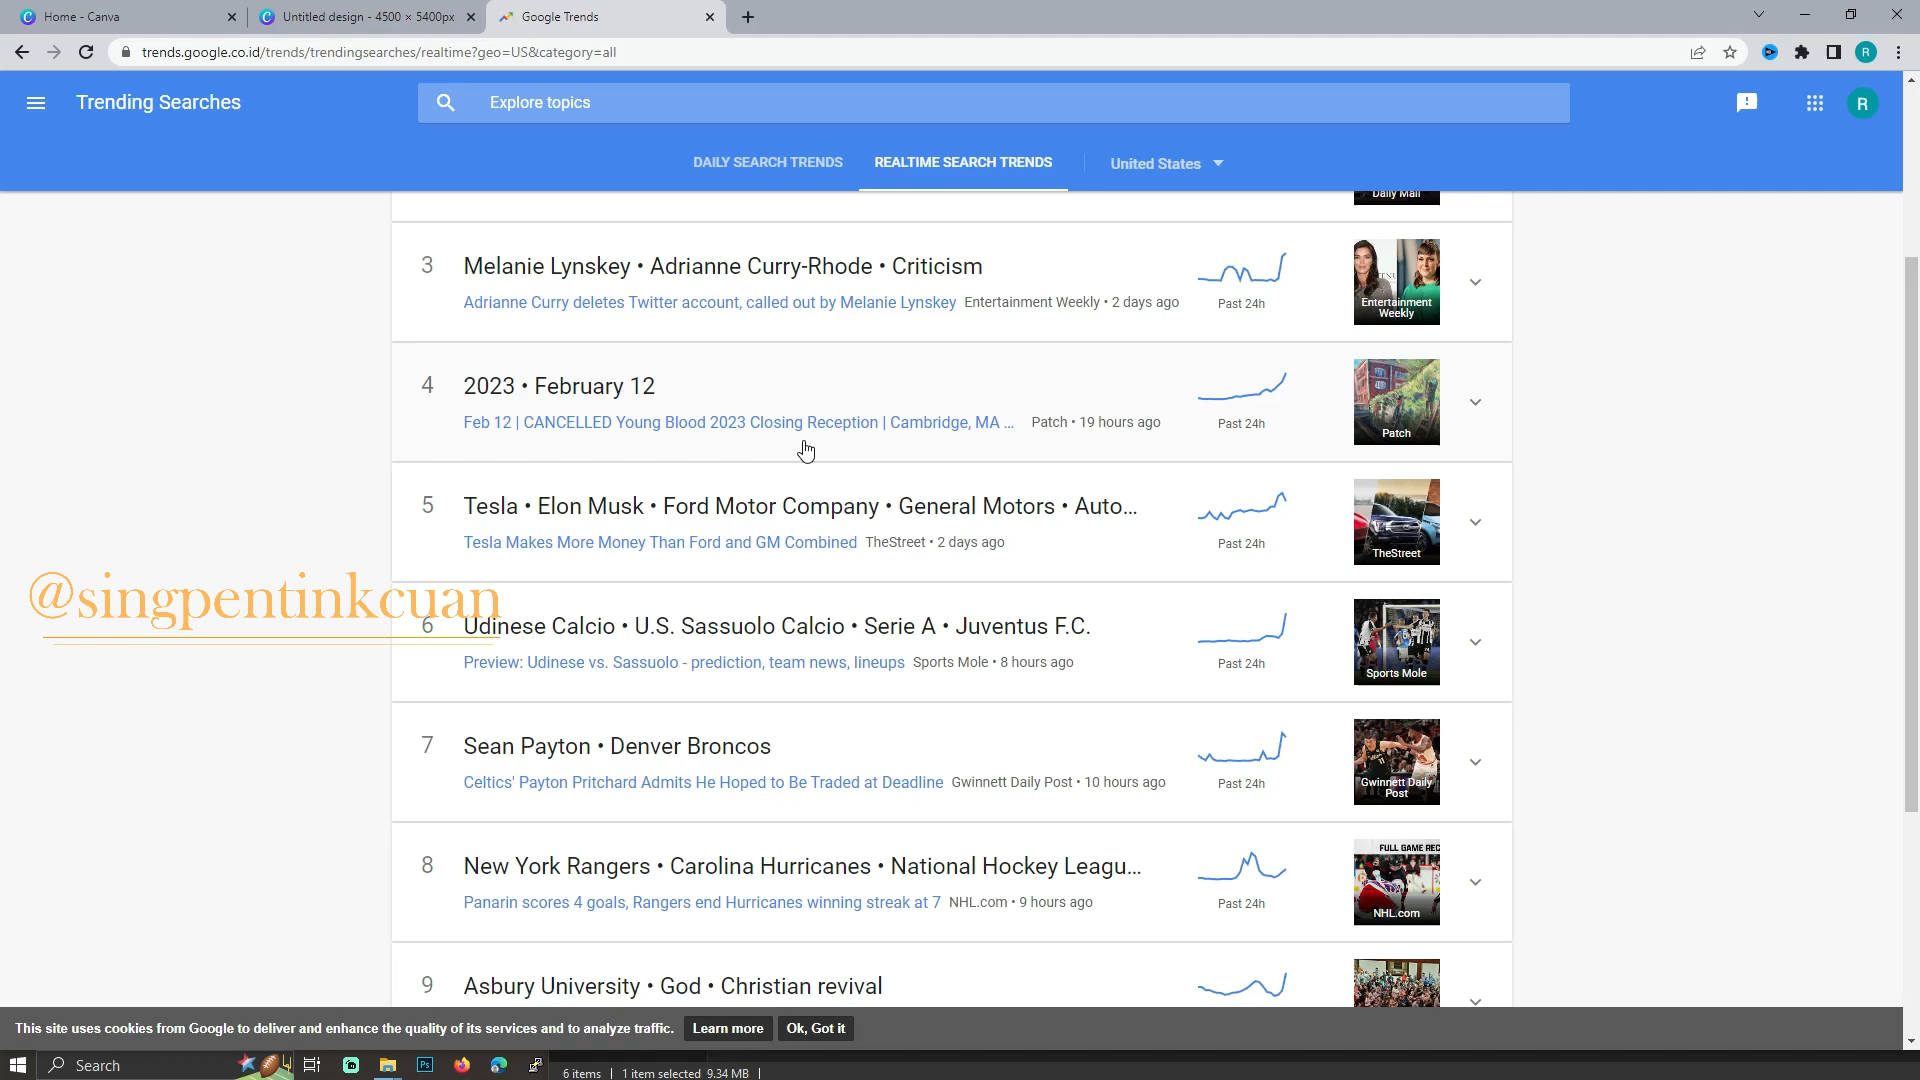 Home - Canva
Untitled design - 4500 × 5400px
Google Trends
trends.google.co.id/trends/trendingsearches/realtime?geo=US&category=all
R
Trending Searches
Explore topics
R
DAILY SEARCH TRENDS
REALTIME SEARCH TRENDS
United States
Daily Mail
3
Melanie Lynskey • Adrianne Curry-Rhode • Criticism
Adrianne Curry deletes Twitter account, called out by Melanie Lynskey Entertainment Weekly • 2 days ago
Past 24h
Entertainment
Weekly
4
2023 • February 12
Feb 12 | CANCELLED Young Blood 2023 Closing Reception | Cambridge, MA ... Patch • 19 hours ago
Past 24h
Patch
5
Tesla • Elon Musk • Ford Motor Company • General Motors • Auto...
Tesla Makes More Money Than Ford and GM Combined TheStreet • 2 days ago
Past 24h
TheStreet
@singpentinkcuan
6
Udinese Calcio • U.S. Sassuolo Calcio • Serie A • Juventus F.C.
Preview: Udinese vs. Sassuolo - prediction, team news, lineups Sports Mole • 8 hours ago
Past 24h
Sports Mole
7
Sean Payton • Denver Broncos
Celtics' Payton Pritchard Admits He Hoped to Be Traded at Deadline Gwinnett Daily Post • 10 hours ago
Past 24h
Gwinnett Daily
Post
8
New York Rangers • Carolina Hurricanes • National Hockey Leagu...
Panarin scores 4 goals, Rangers end Hurricanes winning streak at 7 NHL.com • 9 hours ago
Past 24h
FULL GAME REC
NHL.com
9
Asbury University • God • Christian revival
This site uses cookies from Google to deliver and enhance the quality of its services and to analyze traffic.
Learn more
Ok, Got it
Search
Ps
6 items | 1 item selected 9.34 MB |